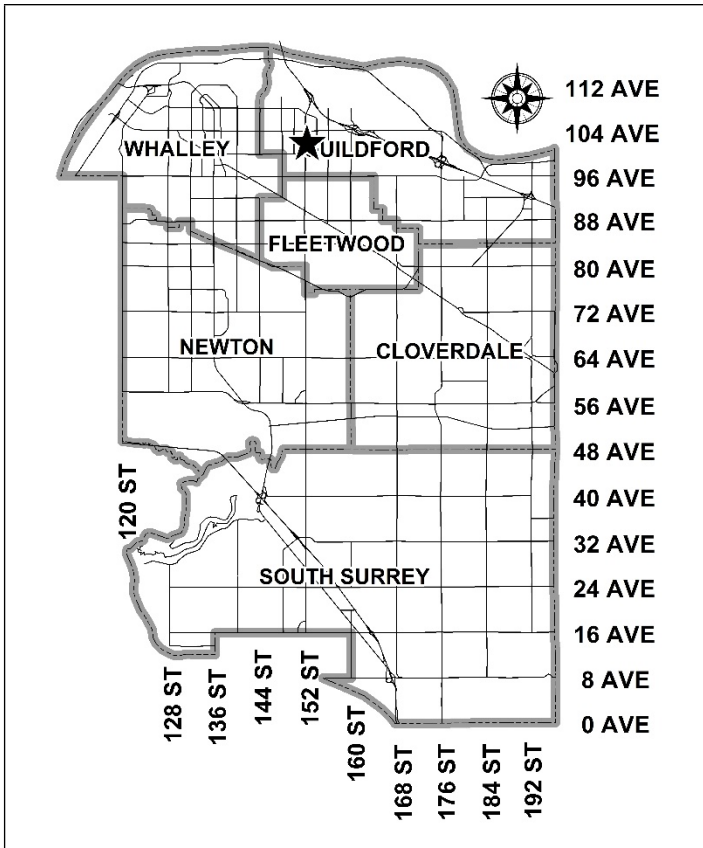 112 AVE
104 AVE
WHALLEY
UILDFORD
96 AVE
88 AVE
FLEETWOOD
80 AVE
72 AVE
NEWTON
CLOVERDALE
64 AVE
56 AVE
48 AVE
120 ST
40 AVE
32 AVE
SOUTH SURREY
24 AVE
16 AVE
8 AVE
128 ST
136 ST
144 ST
152 ST
160 ST
0 AVE
168 ST
176 ST
184 ST
192 ST